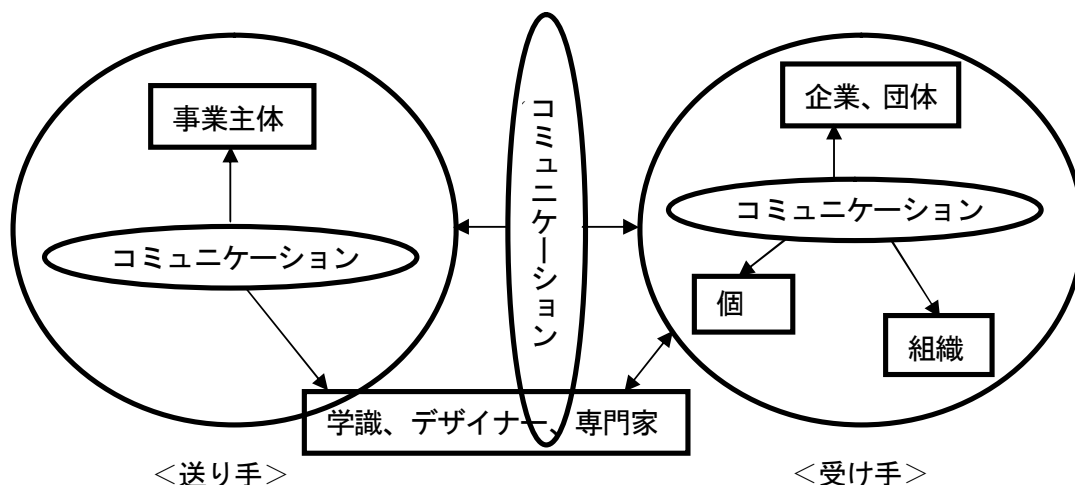 事業主体
コミュニケーション
コミュニケーション
企業、団体
コミュニケーション
個
組織
学識、デザイナー、専門家
<送り手>
<受け手>